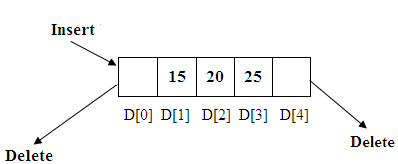 Insert
15 20 25
D[0] D[1] D[2] D[3] D[4]
Delete
Delete